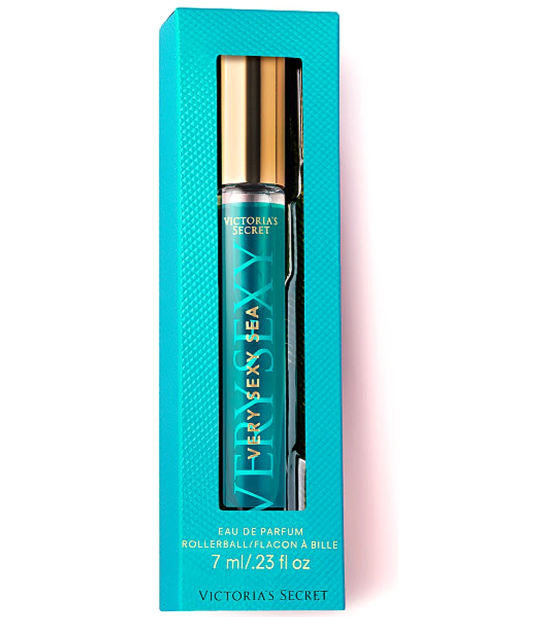 VICTORIA'S
SECRET
VERY SEXY
VERY SEXY SEA
EAU DE PARFUM
ROLLERBALL/FLACON À BILLE
7 ml/.23 fl oz
VICTORIA'S SECRET